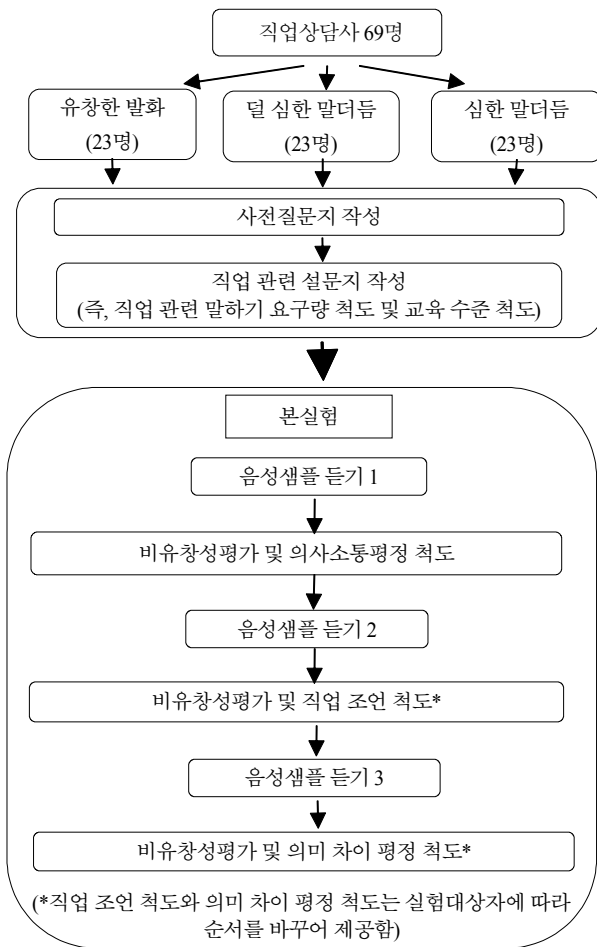 직업상담사 69명
유창한 발화
(23명)
덜 심한 말더듬
(23명)
심한 말더듬
(23명)
사전질문지 작성
직업 관련 설문지 작성
(즉, 직업 관련 말하기 요구량 척도 및 교육 수준 척도)
본실험
음성샘플 듣기 1
비유창성평가 및 의사소통평정 척도
음성샘플 듣기 2
비유창성평가 및 직업 조언 척도*
음성샘플 듣기 3
비유창성평가 및 의미 차이 평정 척도*
(*직업 조언 척도와 의미 차이 평정 척도는 실험대상자에 따라
순서를 바꾸어 제공함)